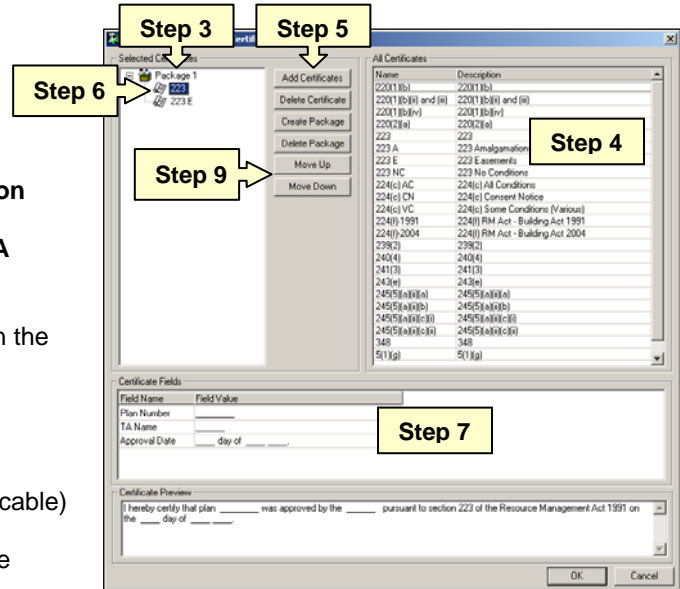 Step 3
Step 5
Selected Ce
All Certificates
Package 1
223
223 E
Step 6
Add Certificates
Delete Certificate
Create Package
Delete Package
Move Up
Move Down
Step 9
Name Description
220(1)(b) 220(1)(b)
220(1)(b)(ii) and (iii) 220(1)(b)(ii) and (iii)
220(1)(b)(iv) 220(1)(b)(iv)
220(2)(a) 220(2)(a)
223 223
223 A 223 Amalgamation
223 E 223 Easements
223 NC 223 No Conditions
224(c) AC 224(c) All Conditions
224(c) CN 224(c) Consent Notice
224(c) VC 224(c) Some Conditions (Various)
224(f)-1991 224(f) RM Act - Building Act 1991
224(f)-2004 224(f) RM Act - Building Act 2004
239(2) 239(2)
240(4) 240(4)
241(3) 241(3)
243(e) 243(e)
245(5)(a)(ii)(a) 245(5)(a)(ii)(a)
245(5)(a)(ii)(b) 245(5)(a)(ii)(b)
245(5)(a)(ii)(c)(i) 245(5)(a)(ii)(c)(i)
245(5)(a)(ii)(c)(ii) 245(5)(a)(ii)(c)(ii)
348 348
5(1)(g) 5(1)(g)
Step 4
on
A
n the
cable)
e
Certificate Fields
Field Name Field Value
Plan Number ________
TA Name ______
Approval Date ____ day of ____ ____.
Step 7
Certificate Preview
I hereby certify that plan ________ was approved by the ______ pursuant to section 223 of the Resource Management Act 1991 on
the ____ day of ____ ____.
OK Cancel